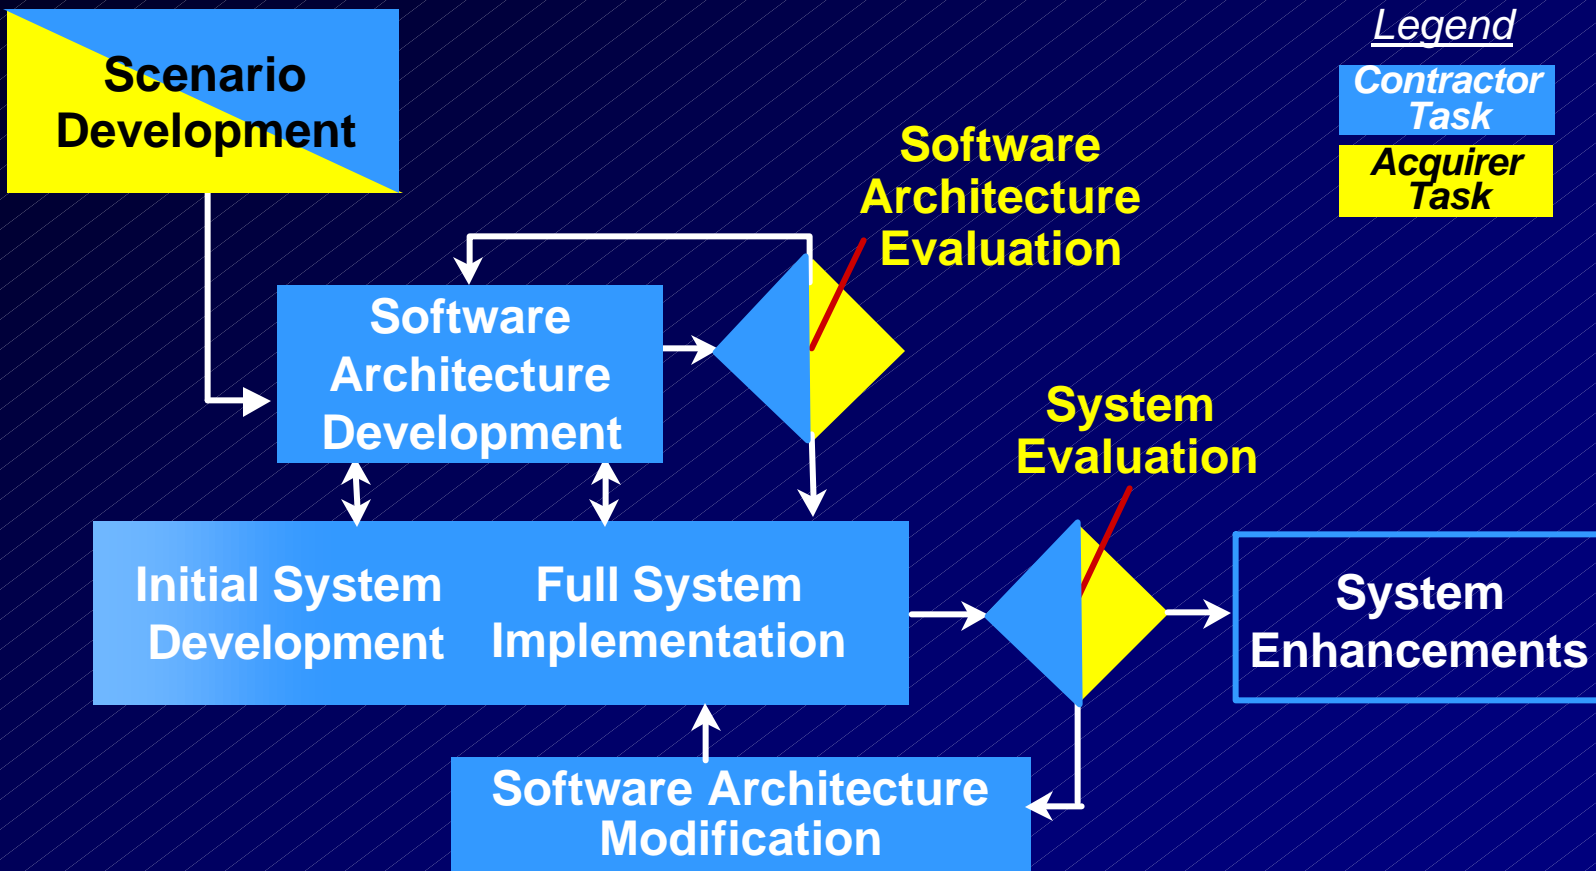 Scenario
Development
Legend
Contractor
Task
Acquirer
Task
Software
Architecture
Evaluation
Software
Architecture
Development
System
Evaluation
Initial System
Development
Full System
Implementation
System
Enhancements
Software Architecture
Modification